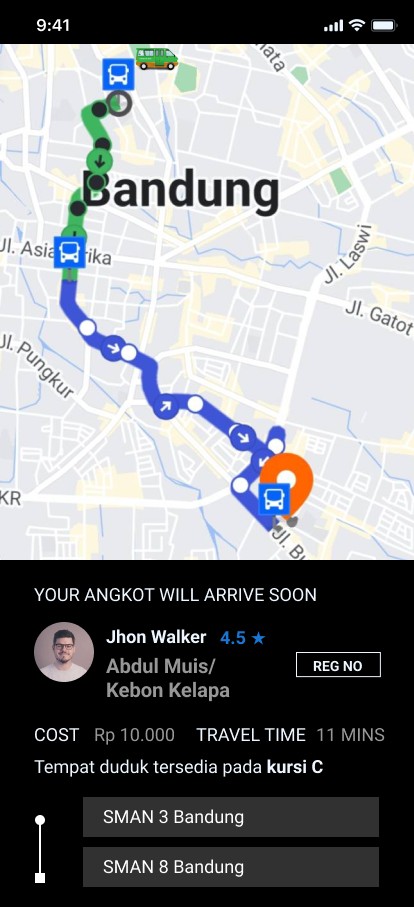 9:41
nata
Bandung
Jl. Asia Afrika
Jl. Laswi
Jl. Gatot
Jl. Pungkur
KR
Jl. Bu
YOUR ANGKOT WILL ARRIVE SOON
Jhon Walker 4.5 ★
Abdul Muis/
Kebon Kelapa
REG NO
COST Rp 10.000 TRAVEL TIME 11 MINS
Tempat duduk tersedia pada kursi C
SMAN 3 Bandung
SMAN 8 Bandung